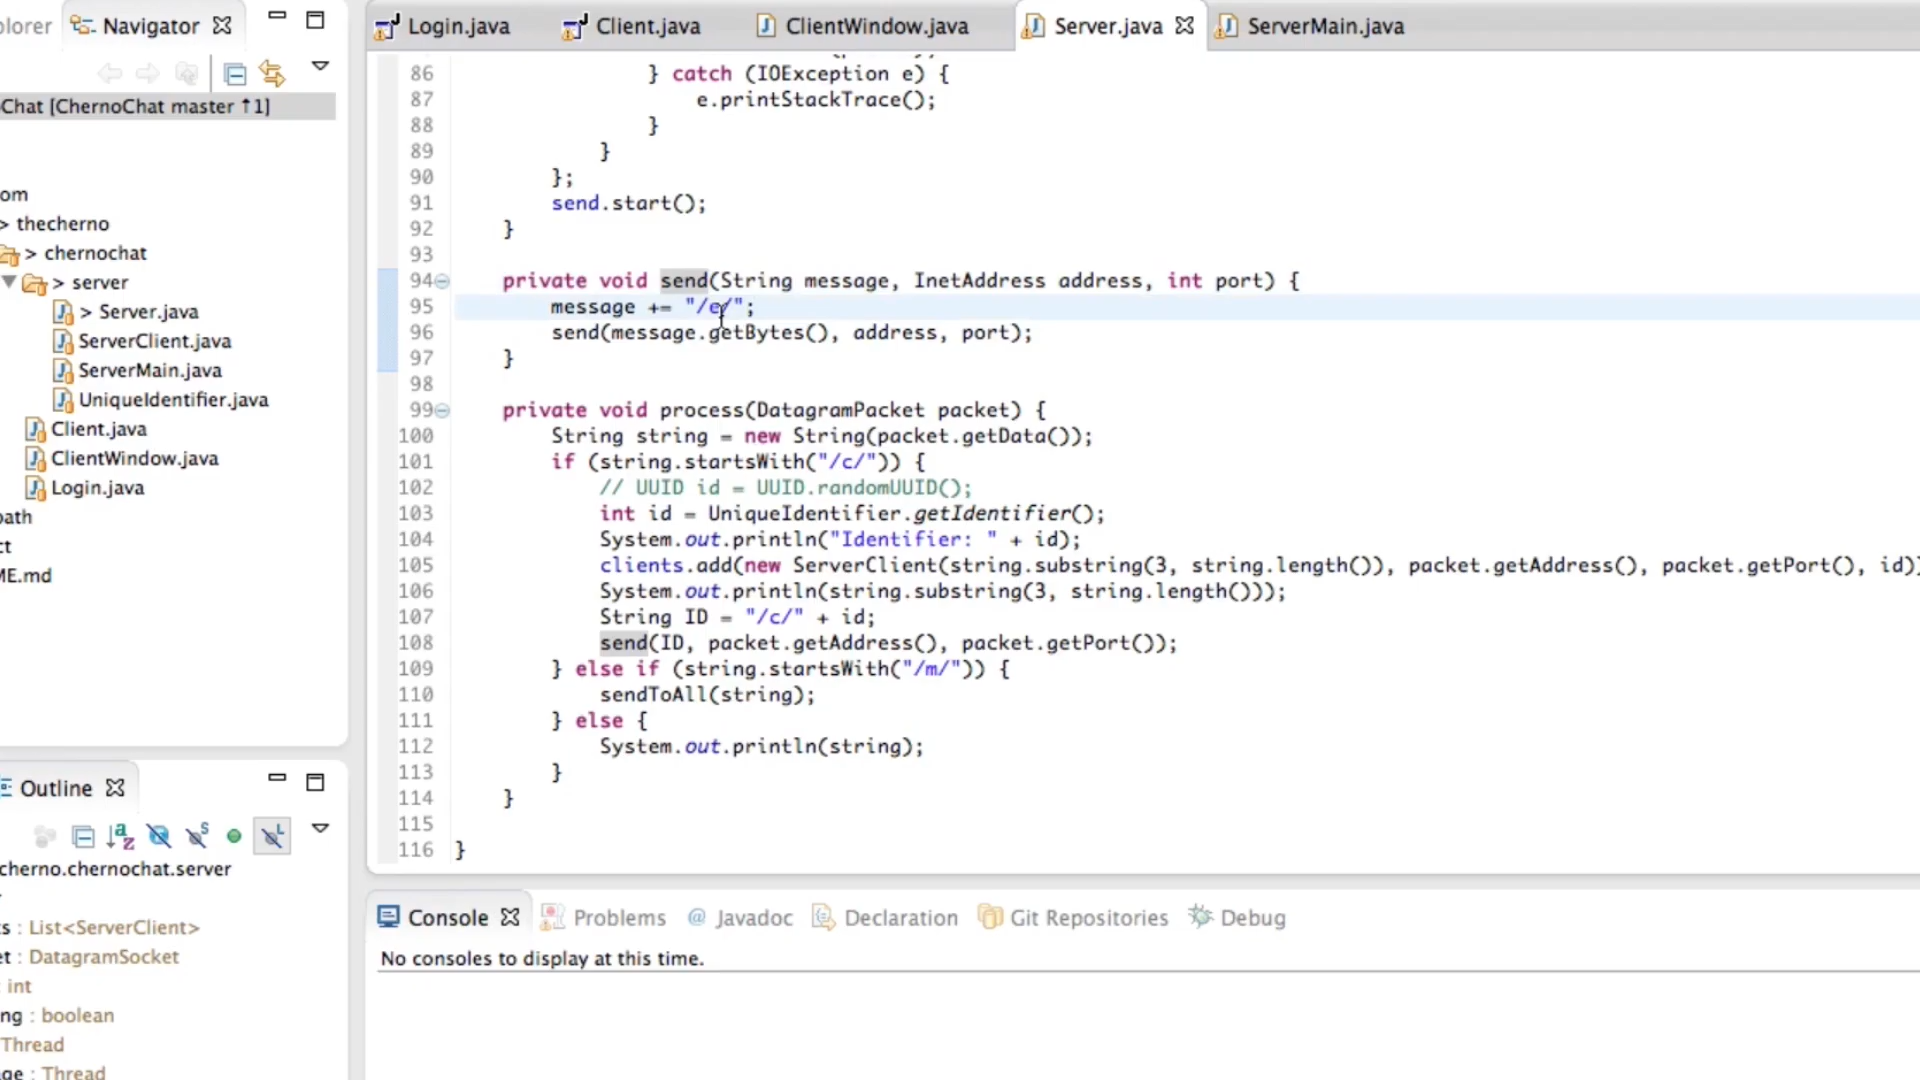 plorer Navigator
Chat [ChernoChat master ↑1]
om
> thecherno
> chernochat
> server
> Server.java
ServerClient.java
ServerMain.java
UniqueIdentifier.java
Client.java
ClientWindow.java
Login.java
path
ct
ME.md
Outline
cherno.chernochat.server
r
s : List<ServerClient>
et : DatagramSocket
: int
ng : boolean
Thread
age : Thread
Login.java Client.java ClientWindow.java Server.java ServerMain.java
86 } catch (IOException e) {
87 e.printStackTrace();
88 }
89 }
90 };
91 send.start();
92 }
93
94 private void send(String message, InetAddress address, int port) {
95 message += "/e/";
96 send(message.getBytes(), address, port);
97 }
98
99 private void process(DatagramPacket packet) {
100 String string = new String(packet.getData());
101 if (string.startsWith("/c/")) {
102 // UUID id = UUID.randomUUID();
103 int id = UniqueIdentifier.getIdentifier();
104 System.out.println("Identifier: " + id);
105 clients.add(new ServerClient(string.substring(3, string.length()), packet.getAddress(), packet.getPort(), id)
106 System.out.println(string.substring(3, string.length()));
107 String ID = "/c/" + id;
108 send(ID, packet.getAddress(), packet.getPort());
109 } else if (string.startsWith("/m/")) {
110 sendToAll(string);
111 } else {
112 System.out.println(string);
113 }
114 }
115
116 }
Console Problems @ Javadoc Declaration Git Repositories Debug
No consoles to display at this time.